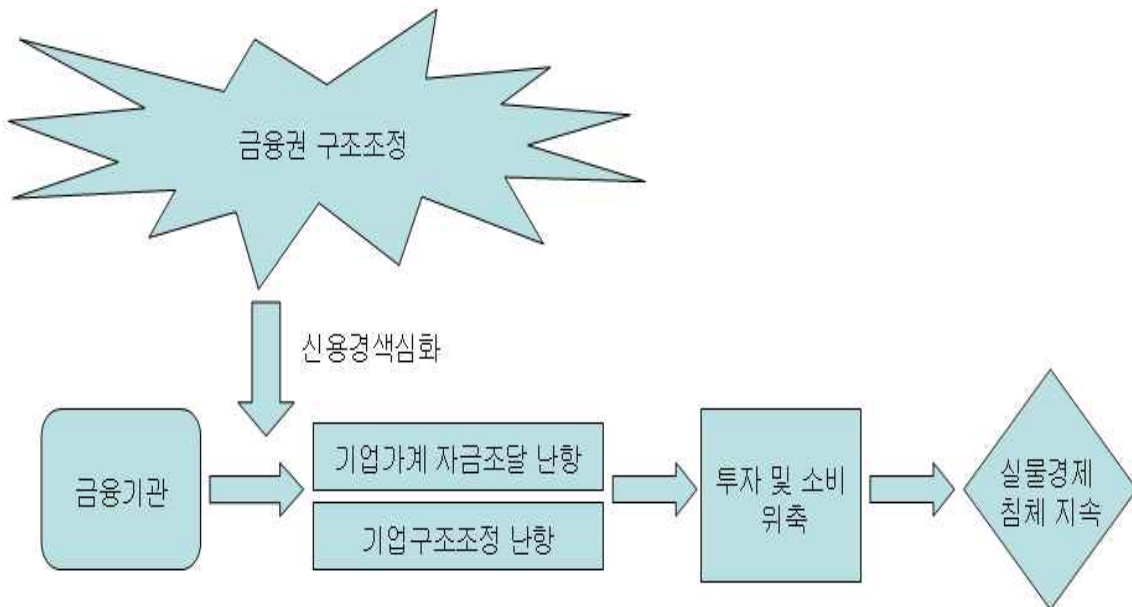 금융권 구조조정
신용경색심화
금융기관
기업가계 자금조달 난항
기업구조조정 난항
투자 및 소비
위축
실물경제
침체 지속